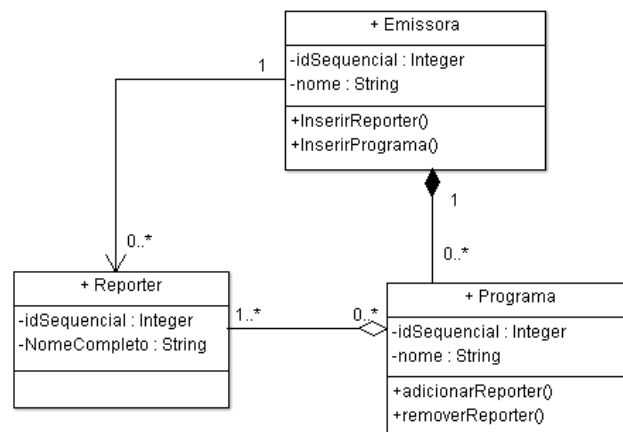 + Emissora
-idSequencial : Integer
-nome : String
+InserirReporter()
+InserirPrograma()
1
1
0..*
0..*
+ Reporter
-idSequencial : Integer
-NomeCompleto : String
1..*
0..*
+ Programa
-idSequencial : Integer
-nome : String
+adicionarReporter()
+removerReporter()